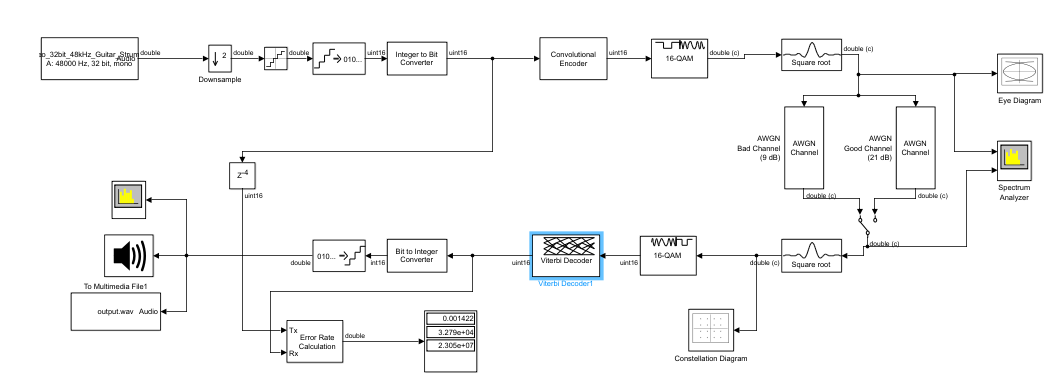 io_32bit_48kHz_Guitar_Strum
A: 48000 Hz, 32 bit, mono
Audio
double
2
double
Downsample
double
010...
uint16
Integer to Bit
Converter
uint16
Convolutional
Encoder
uint16
16-QAM
double (c)
Square root
double (c)
Eye Diagram
AWGN
Bad Channel
(9 dB)
AWGN
Channel
double (c)
AWGN
Good Channel
(21 dB)
AWGN
Channel
double (c)
Spectrum
Analyzer
Z-4
uint16
To Multimedia File1
output.wav Audio
double
010...
int16
Bit to Integer
Converter
uint16
Viterbi Decoder
Viterbi Decoder1
uint16
16-QAM
double (c)
Square root
double (c)
Constellation Diagram
Tx
Rx
Error Rate
Calculation
double
0.001422
3.279e+04
2.305e+07